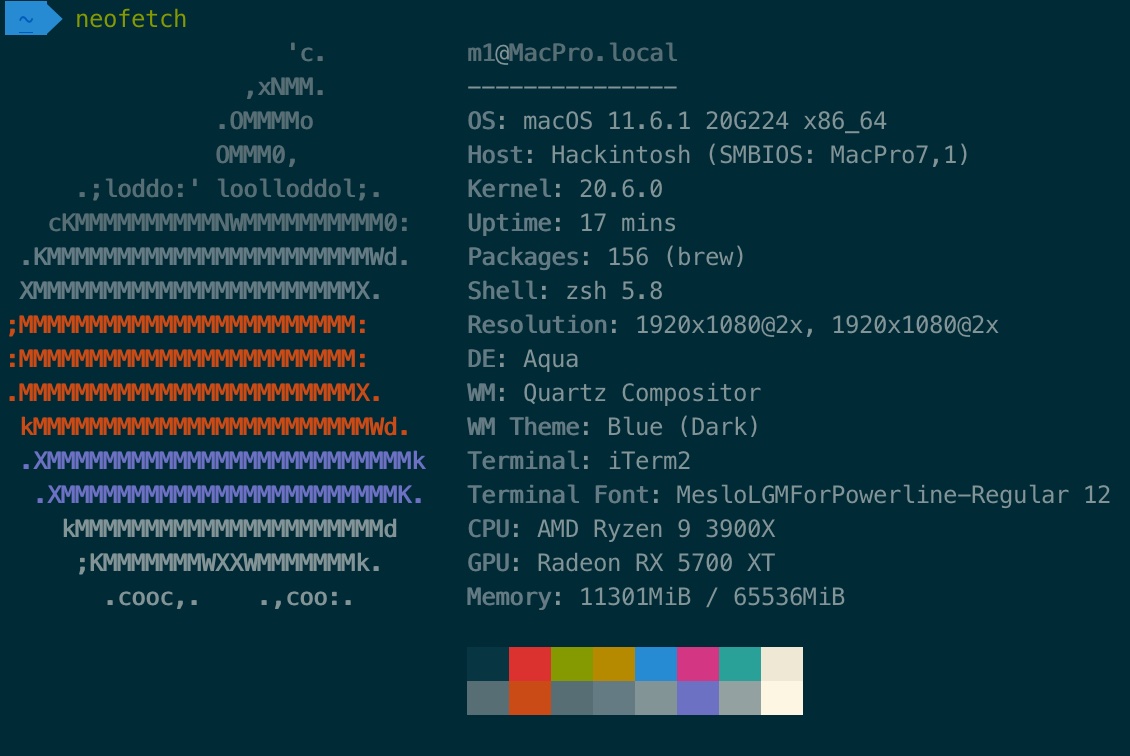 ~ neofetch
'c. m1@MacPro.local
,xNMM. ---------------
.OMMMMo OS: macOS 11.6.1 20G224 x86_64
OMMM0, Host: Hackintosh (SMBIOS: MacPro7,1)
.;loddo:' loolloddol;. Kernel: 20.6.0
cKMMMMMMMMMMNWMMMMMMMMMM0: Uptime: 17 mins
.KMMMMMMMMMMMMMMMMMMMMMMMWd. Packages: 156 (brew)
XMMMMMMMMMMMMMMMMMMMMMMMX. Shell: zsh 5.8
;MMMMMMMMMMMMMMMMMMMMMMMM: Resolution: 1920x1080@2x, 1920x1080@2x
:MMMMMMMMMMMMMMMMMMMMMMMM: DE: Aqua
.MMMMMMMMMMMMMMMMMMMMMMMMX. WM: Quartz Compositor
kMMMMMMMMMMMMMMMMMMMMMMMMWd. WM Theme: Blue (Dark)
.XMMMMMMMMMMMMMMMMMMMMMMMMMMk Terminal: iTerm2
.XMMMMMMMMMMMMMMMMMMMMMMMMK. Terminal Font: MesloLGMForPowerline-Regular 12
kMMMMMMMMMMMMMMMMMMMMMMd CPU: AMD Ryzen 9 3900X
;KMMMMMMMWXXWMMMMMMMk. GPU: Radeon RX 5700 XT
.cooc,. .,coo:. Memory: 11301MiB / 65536MiB